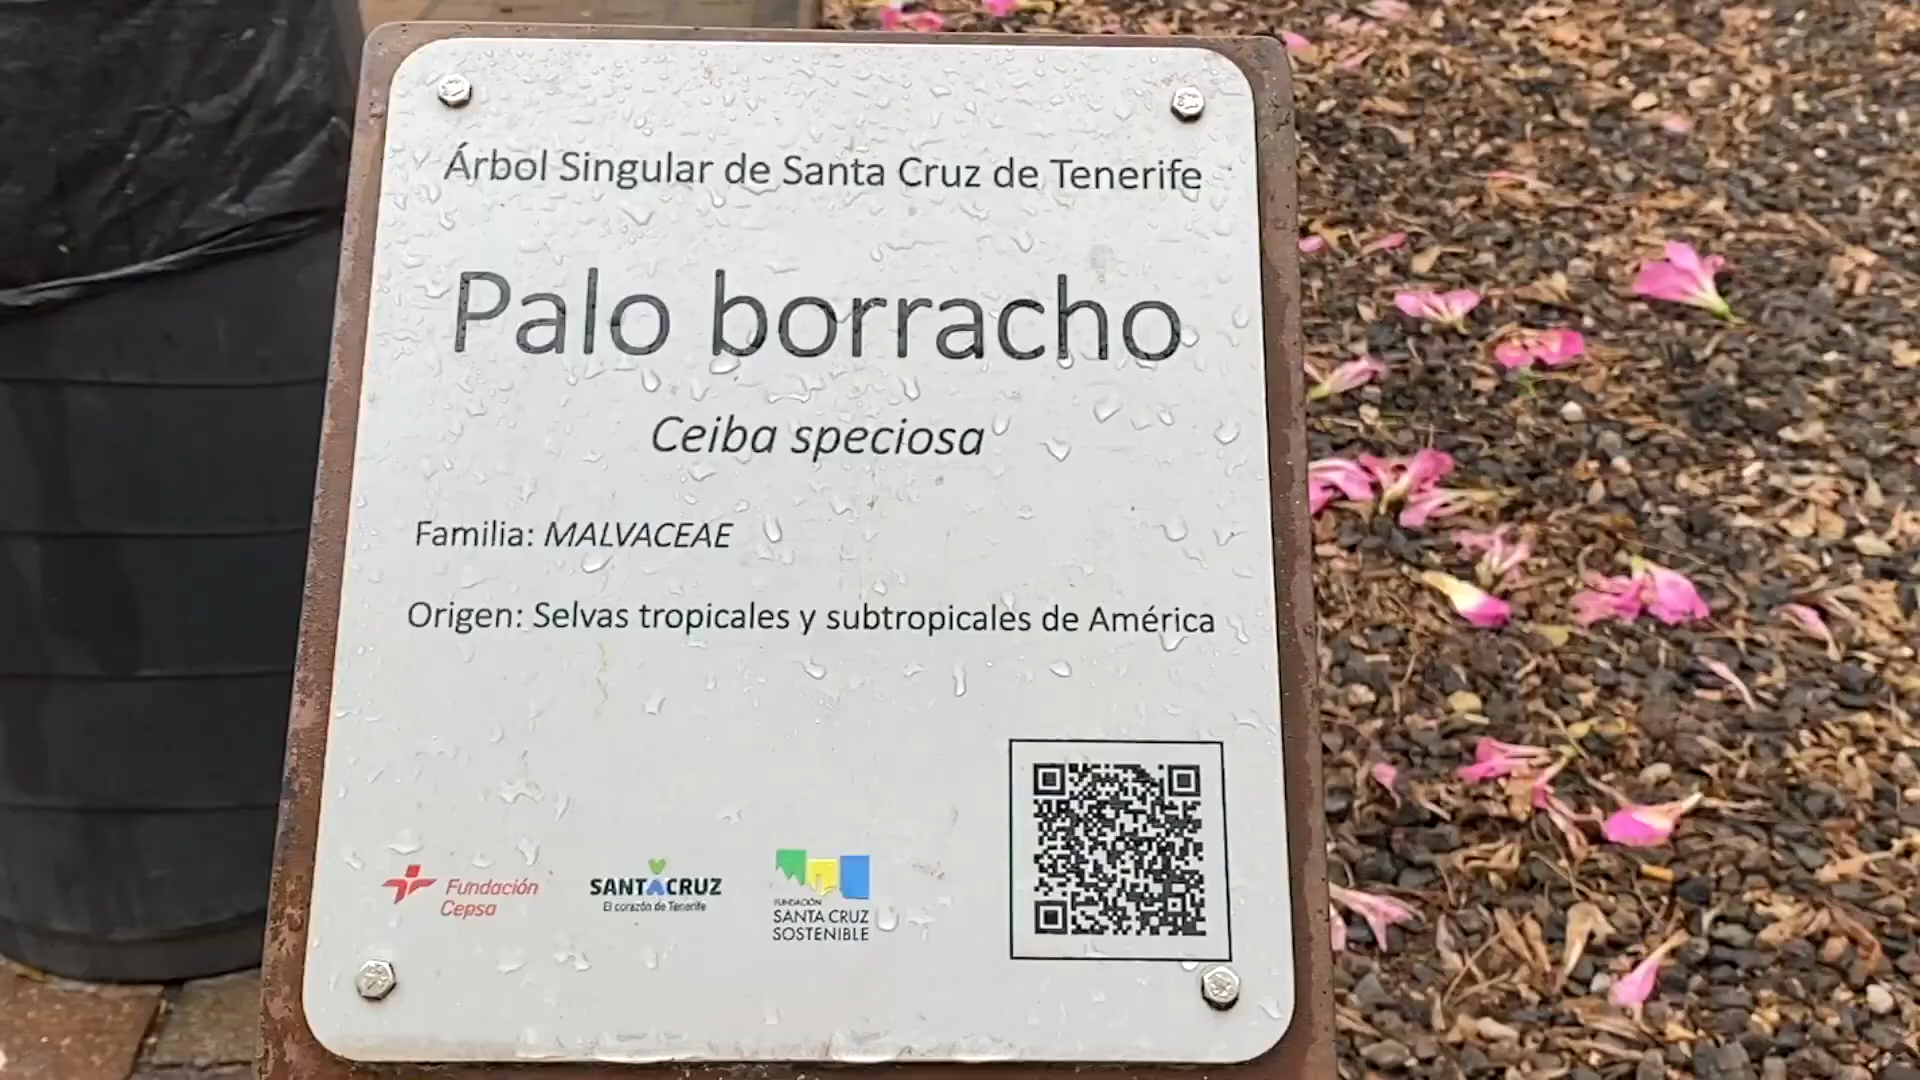 Árbol Singular de Santa Cruz de Tenerife
Palo borracho
Ceiba speciosa
Familia: MALVACEAE
Origen: Selvas tropicales y subtropicales de América
Fundación
Cepsa
SANTACRUZ
El corazón de Tenerife
FUNDACIÓN
SANTA CRUZ
SOSTENIBLE